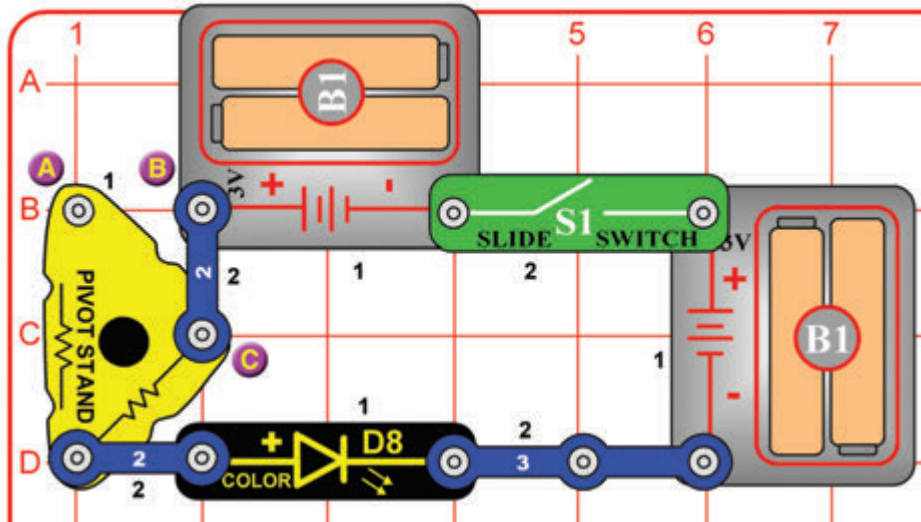 1 5 6 7
A
B1
A 1 B 3V + -
B S1
SLIDE SWITCH 3V
2 2 1 2 +
PIVOT STAND
C B1
C 1
1 -
+ D8 2
D 2 COLOR 3
2